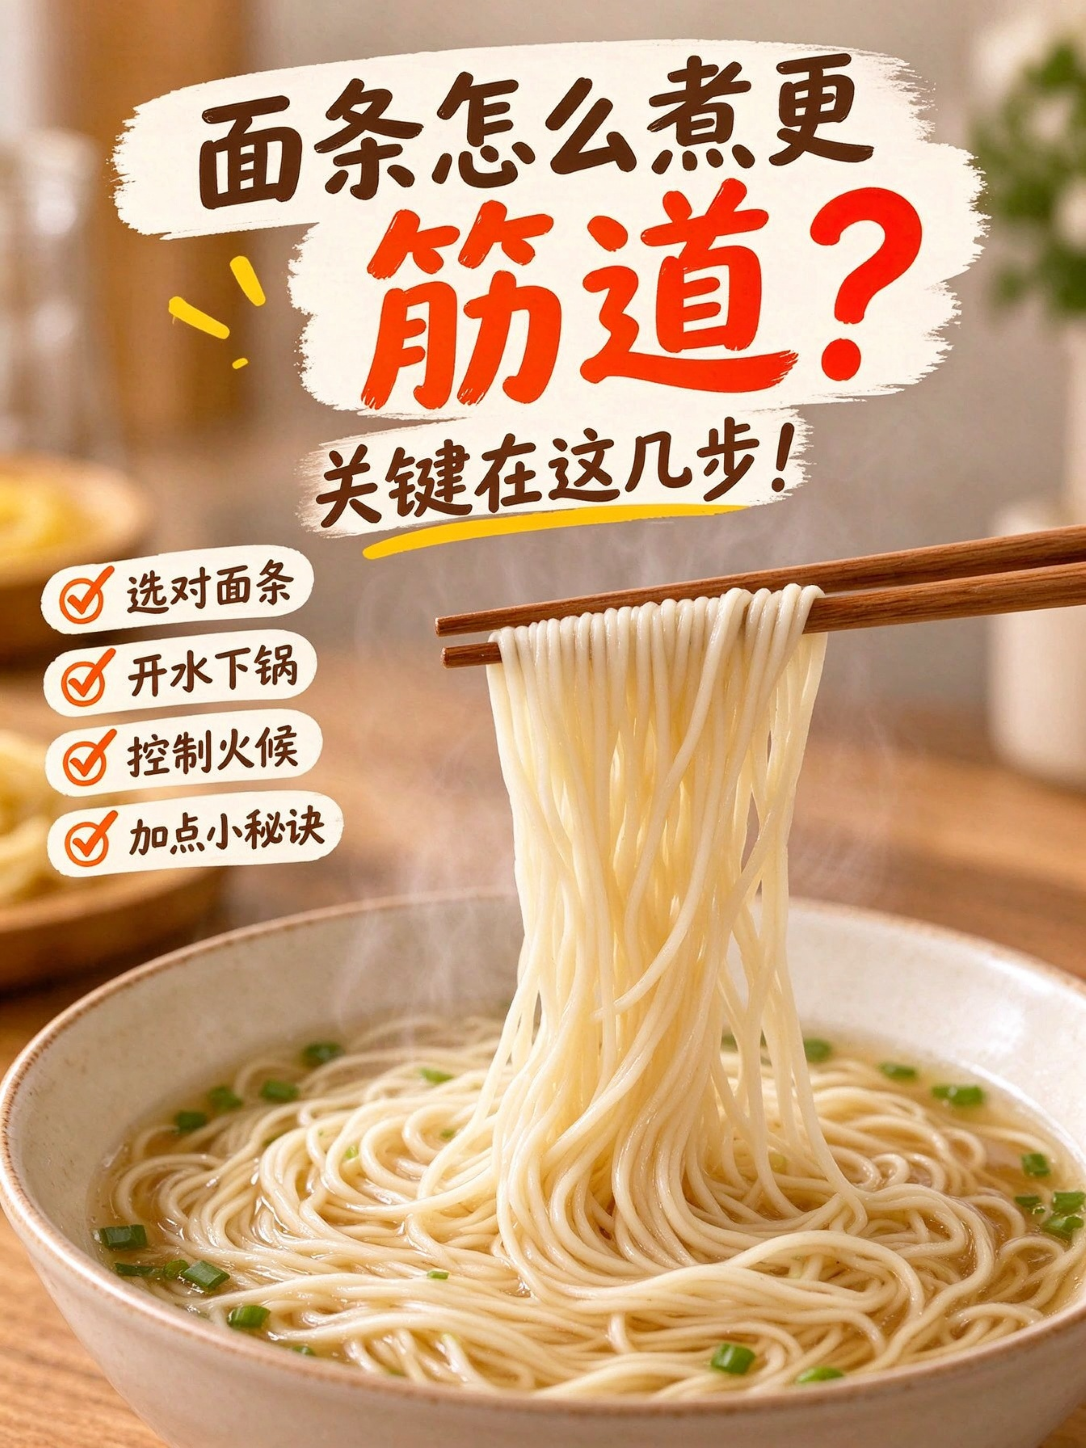 面条怎么煮更
筋道？
关键在这几步！
选对面条
开水下锅
控制火候
加点小秘诀